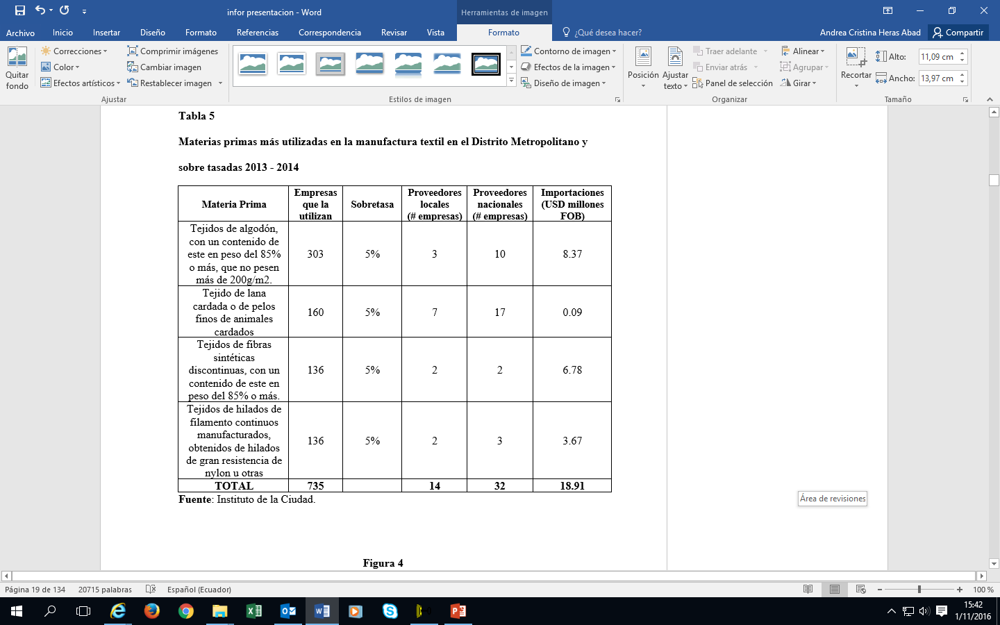 infor presentacion - Word
Herramientas de imagen
Archivo
Inicio
Insertar
Diseño
Formato
Referencias
Correspondencia
Revisar
Vista
Formato
¿Qué desea hacer?
Andrea Cristina Heras Abad
Compartir
Quitar
fondo
Correcciones
Color
Efectos artísticos
Comprimir imágenes
Cambiar imagen
Restablecer imagen
Ajustar
Estilos de imagen
Contorno de imagen
Efectos de la imagen
Diseño de imagen
Posición
Ajustar
texto
Traer adelante
Enviar atrás
Panel de selección
Alinear
Agrupar
Girar
Organizar
Recortar
Alto:
11,09 cm
Ancho:
13,97 cm
Tamaño
Tabla 5
Materias primas más utilizadas en la manufactura textil en el Distrito Metropolitano y
sobre tasadas 2013 - 2014
Materia Prima
Empresas
que la
utilizan
Sobretasa
Proveedores
locales
(# empresas)
Proveedores
nacionales
(# empresas)
Importaciones
(USD millones
FOB)
Tejidos de algodón,
con un contenido de
este en peso del 85%
o más, que no pesen
más de 200g/m2.
303
5%
3
10
8.37
Tejido de lana
cardada o de pelos
finos de animales
cardados
160
5%
7
17
0.09
Tejidos de fibras
sintéticas
discontinuas, con un
contenido de este en
peso del 85% o más.
136
5%
2
2
6.78
Tejidos de hilados de
filamento continuos
manufacturados,
obtenidos de hilados
de gran resistencia de
nylon u otras
136
5%
2
3
3.67
TOTAL
735
14
32
18.91
Fuente: Instituto de la Ciudad.
Área de revisiones
Figura 4
Página 19 de 134
20715 palabras
Español (Ecuador)
100 %
15:42
1/11/2016